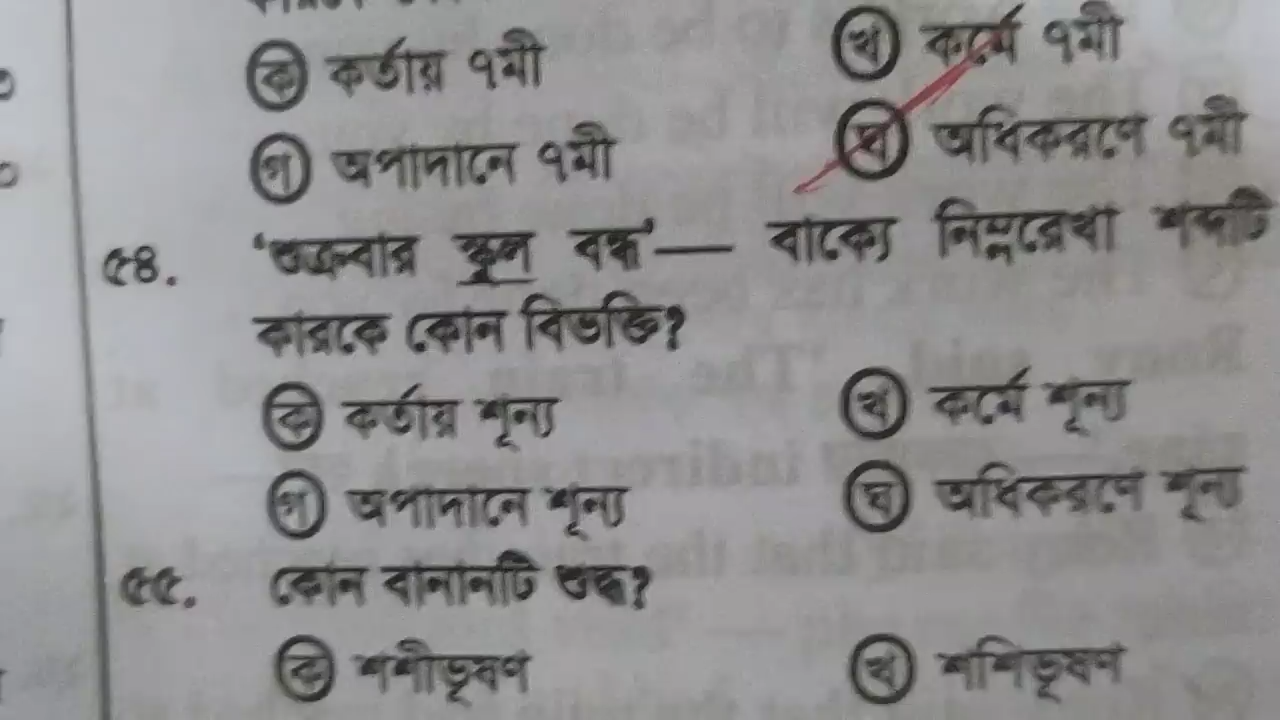 ক কর্তায় ৭মী খ কর্মে ৭মী
গ অপাদানে ৭মী ঘ অধিকরণে ৭মী
৫৪. 'শুক্রবার স্কুল বন্ধ'— বাক্যে নিম্নরেখা শব্দটি
কারকে কোন বিভক্তি?
ক কর্তায় শূন্য খ কর্মে শূন্য
গ অপাদানে শূন্য ঘ অধিকরণে শূন্য
৫৫. কোন বানানটি শুদ্ধ?
ক শশীভূষণ খ শশিভূষণ